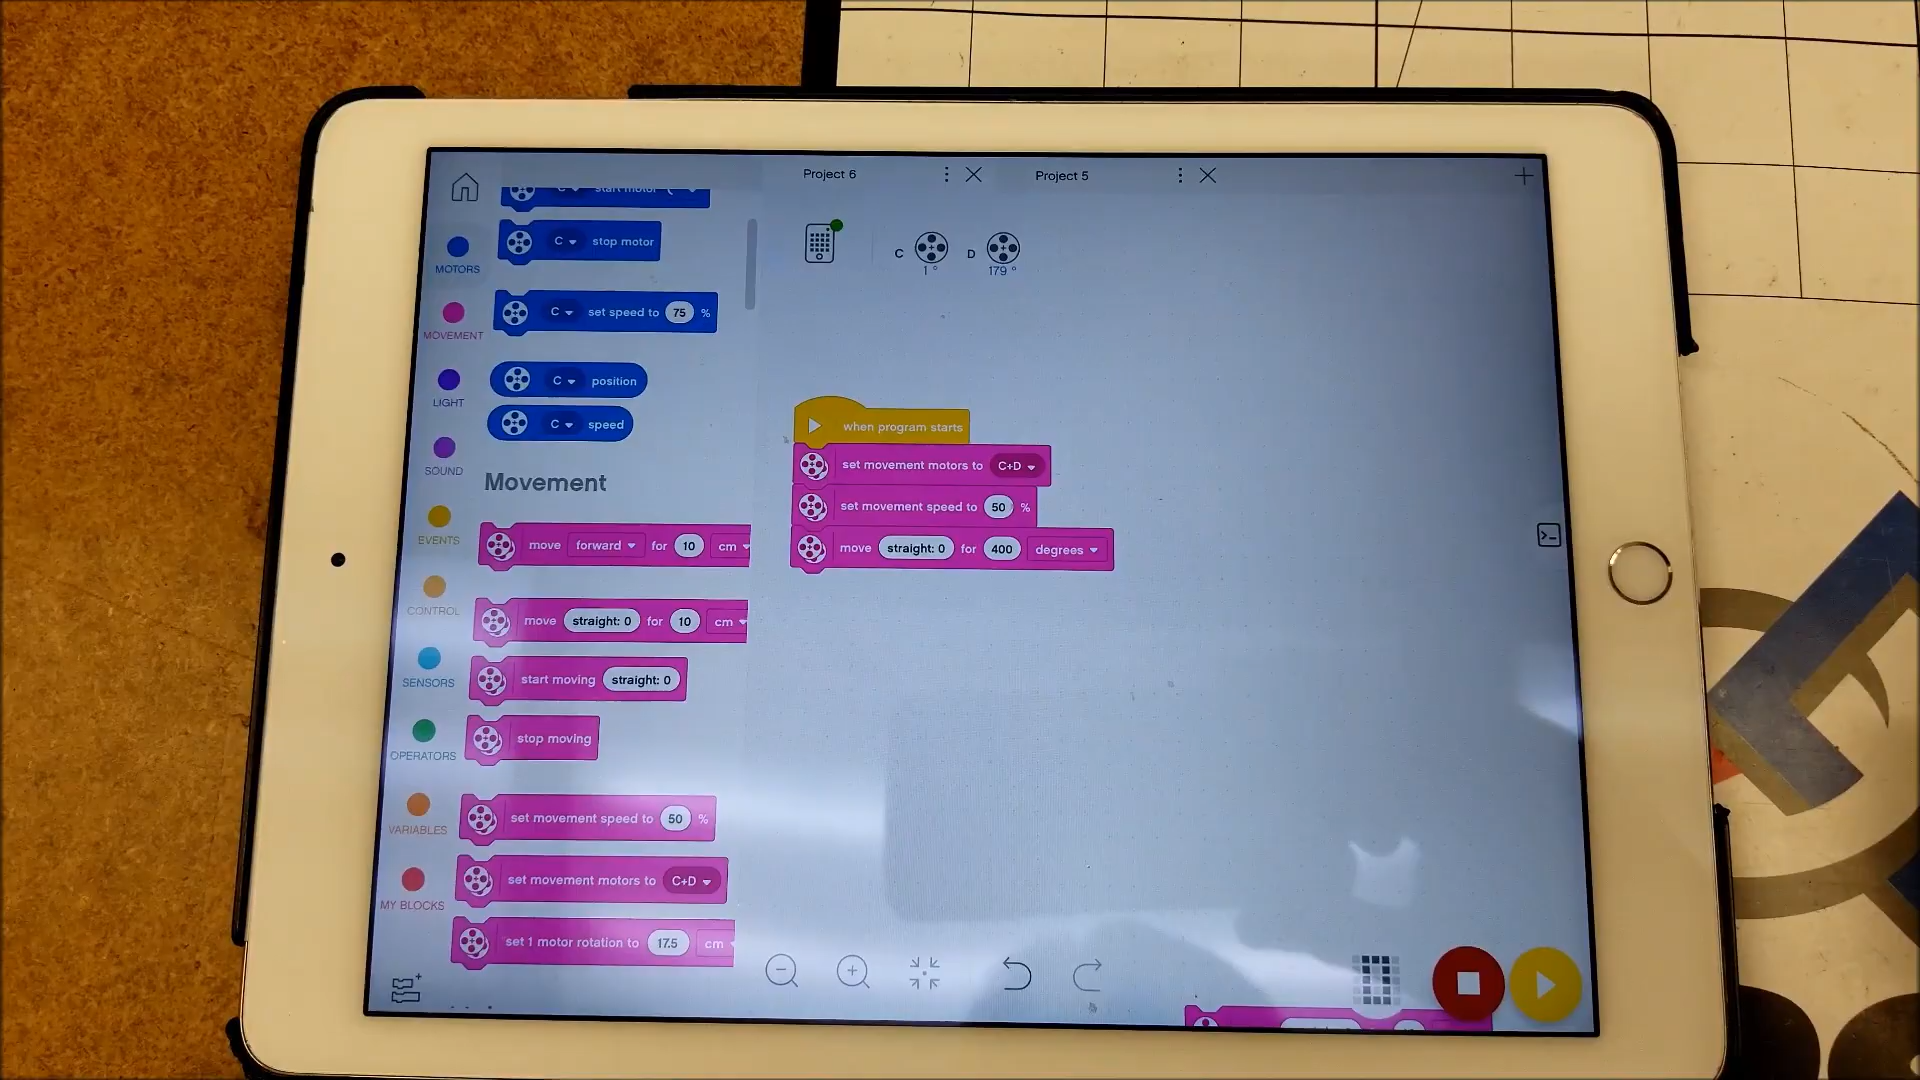 Project 6
Project 5
C start motor
C stop motor
C set speed to 75 %
C position
C speed
Movement
move forward for 10 cm
move straight: 0 for 10 cm
start moving straight: 0
stop moving
set movement speed to 50 %
set movement motors to C+D
set 1 motor rotation to 17.5 cm
MOTORS
MOVEMENT
LIGHT
SOUND
EVENTS
CONTROL
SENSORS
OPERATORS
VARIABLES
MY BLOCKS
C 1 °
D 179 °
when program starts
set movement motors to C+D
set movement speed to 50 %
move straight: 0 for 400 degrees